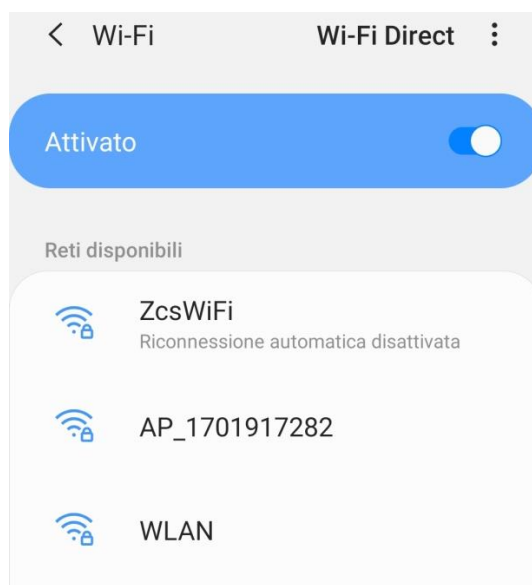 Wi-Fi Wi-Fi Direct
Attivato
Reti disponibili
ZcsWiFi
Riconnessione automatica disattivata
AP_1701917282
WLAN